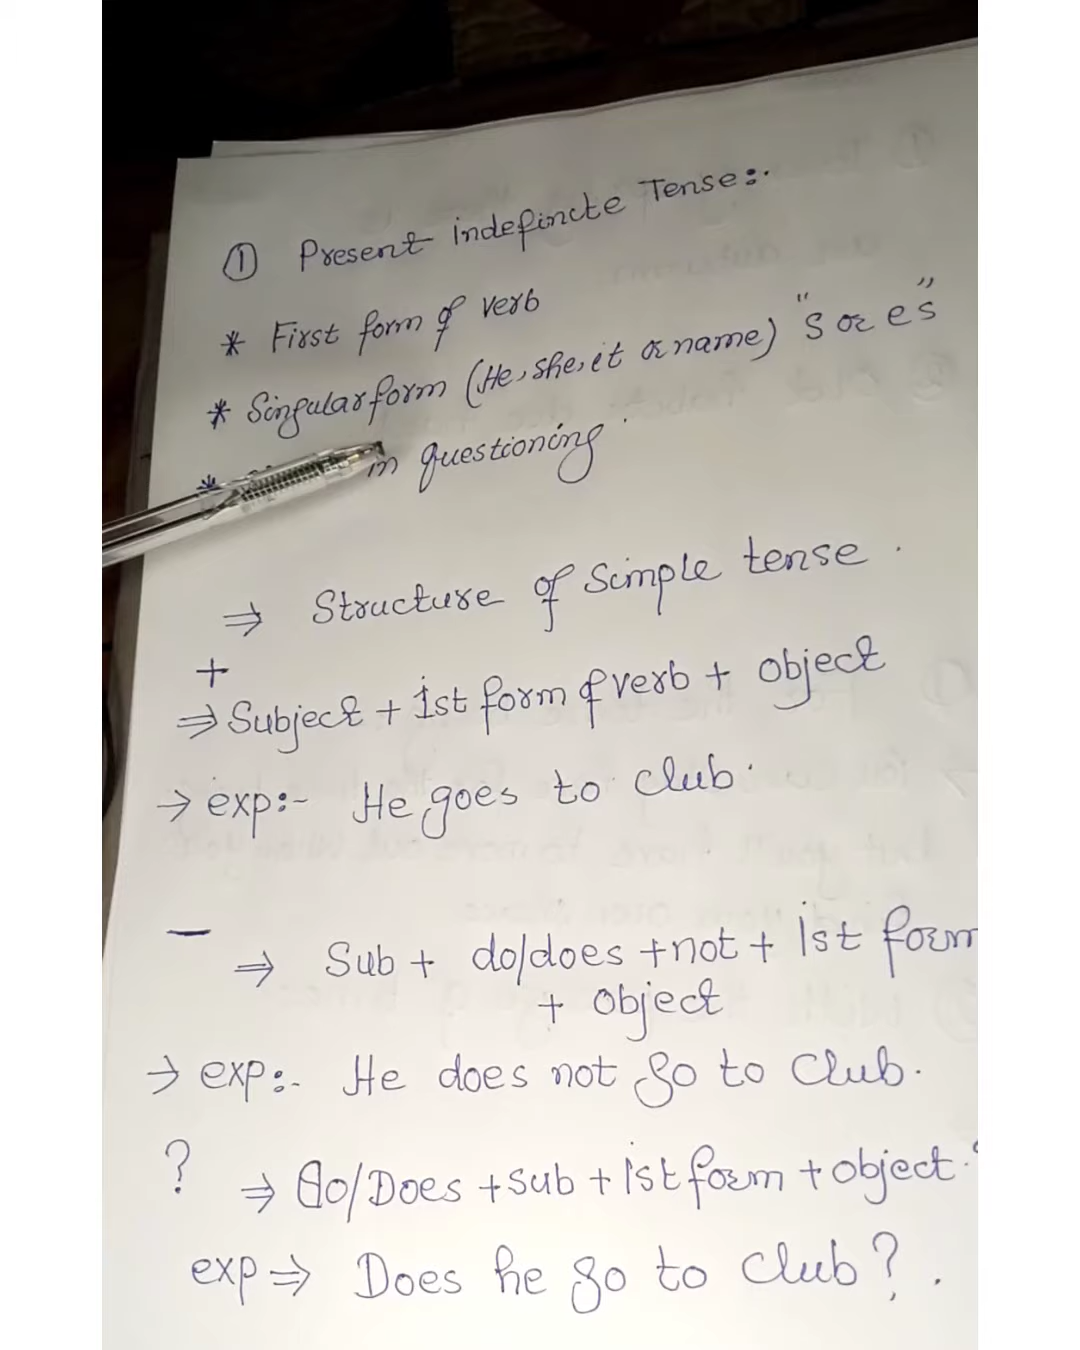 ① Present indefincte Tense:.
* First form of verb
* Singular form (He, she, it or name) "S or es"
* in questioning
⇒ Structure of Simple tense.
+
⇒ Subject + 1st form of verb + object
→ exp:- He goes to club.
—
⇒ Sub + do/does + not + 1st form
+ object
→ exp:- He does not go to club.
?
⇒ Do/Does + sub + 1st form + object.?
exp ⇒ Does he go to club?.